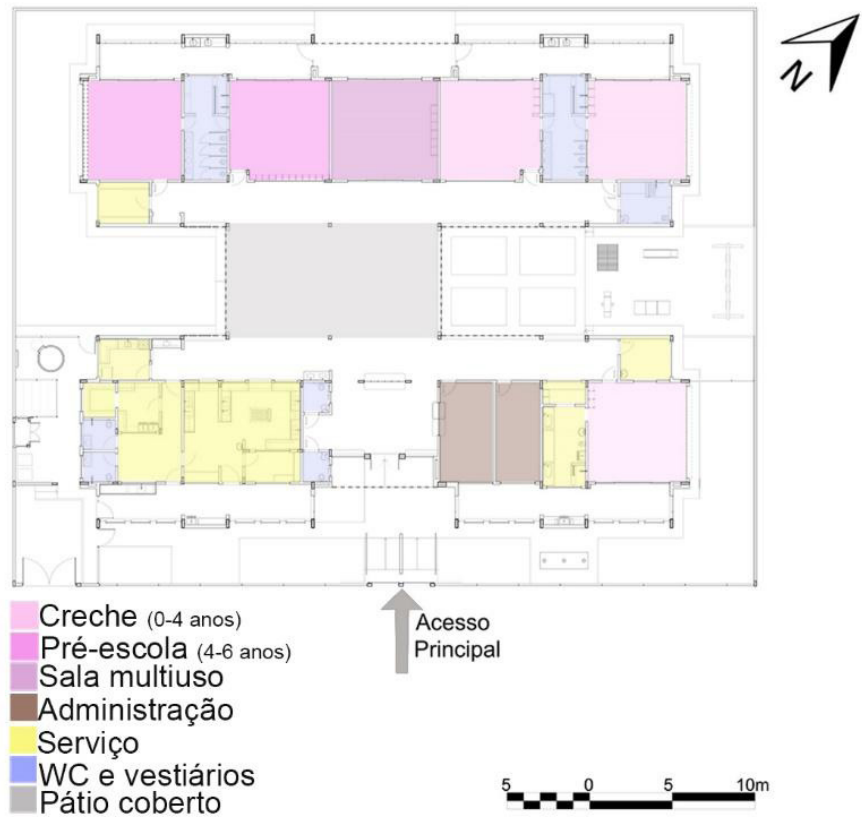 N
Acesso
Principal
Creche (0-4 anos)
Pré-escola (4-6 anos)
Sala multiuso
Administração
Serviço
WC e vestiários
Pátio coberto
5 0 5 10m